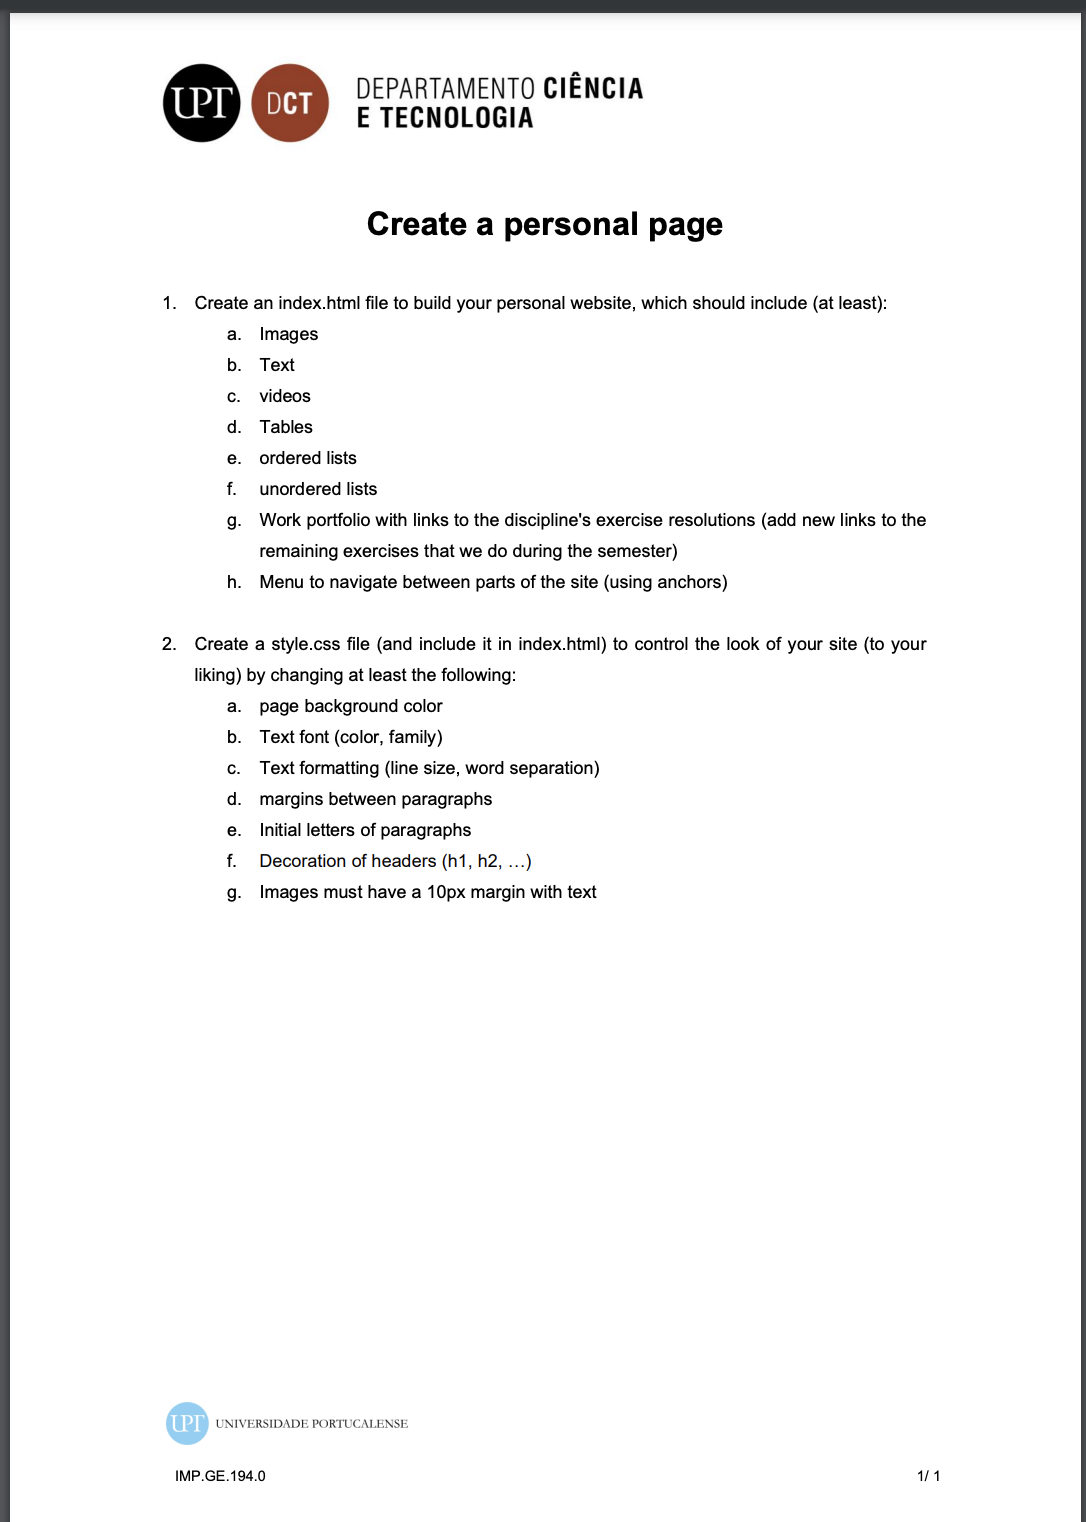 UPT DCT DEPARTAMENTO CIÊNCIA
E TECNOLOGIA
Create a personal page
1. Create an index.html file to build your personal website, which should include (at least):
a. Images
b. Text
c. videos
d. Tables
e. ordered lists
f. unordered lists
g. Work portfolio with links to the discipline's exercise resolutions (add new links to the
remaining exercises that we do during the semester)
h. Menu to navigate between parts of the site (using anchors)
2. Create a style.css file (and include it in index.html) to control the look of your site (to your
liking) by changing at least the following:
a. page background color
b. Text font (color, family)
c. Text formatting (line size, word separation)
d. margins between paragraphs
e. Initial letters of paragraphs
f. Decoration of headers (h1, h2, …)
g. Images must have a 10px margin with text
UPT UNIVERSIDADE PORTUCALENSE
IMP.GE.194.0 1/ 1